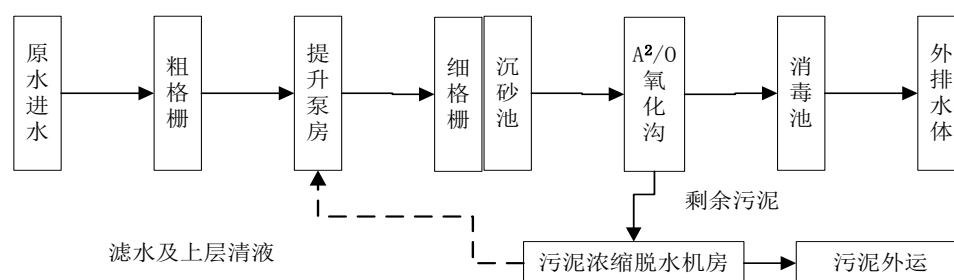 原水进水
粗格栅
提升泵房
细格栅
沉砂池
A²/O氧化沟
消毒池
外排水体
剩余污泥
滤水及上层清液
污泥浓缩脱水机房
污泥外运